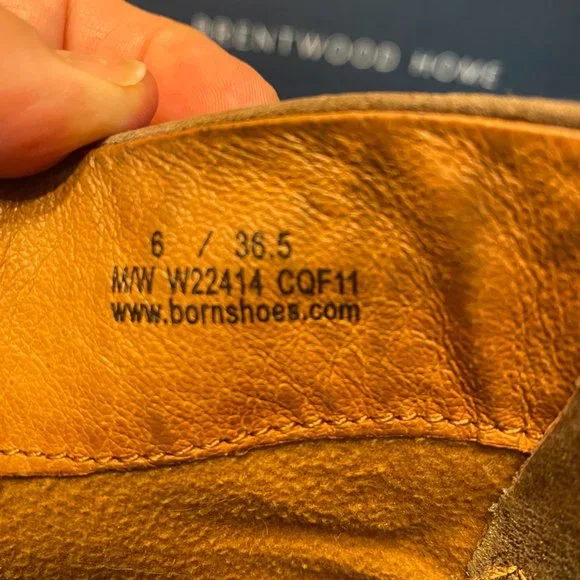 BRENTWOOD HOME
6 / 36.5
M/W W22414 CQF11
www.bornshoes.com